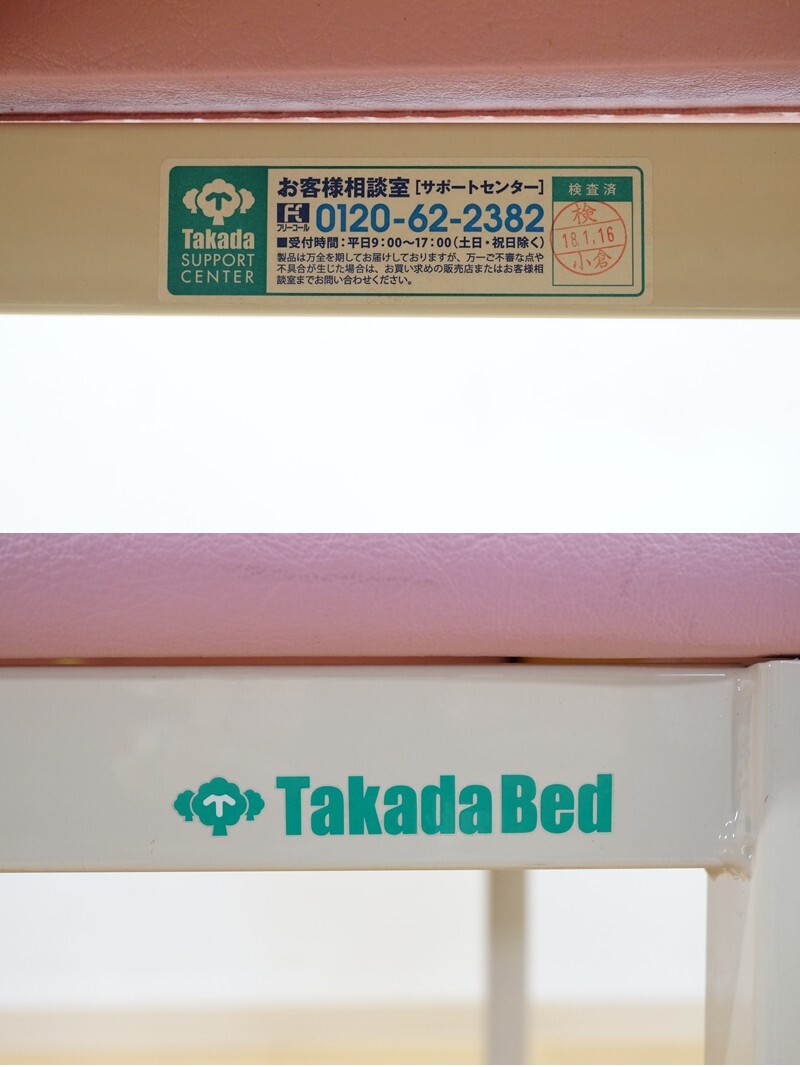 Takada
SUPPORT
CENTER
お客様相談室［サポートセンター］
フリーコール 0120-62-2382
■受付時間：平日9：00〜17：00（土日・祝日除く）
製品は万全を期してお届けしておりますが、万一ご不審な点や
不具合が生じた場合は、お買い求めの販売店またはお客様相
談室までお問い合わせください。
検査済
検
18.1.16
小倉
Takada Bed